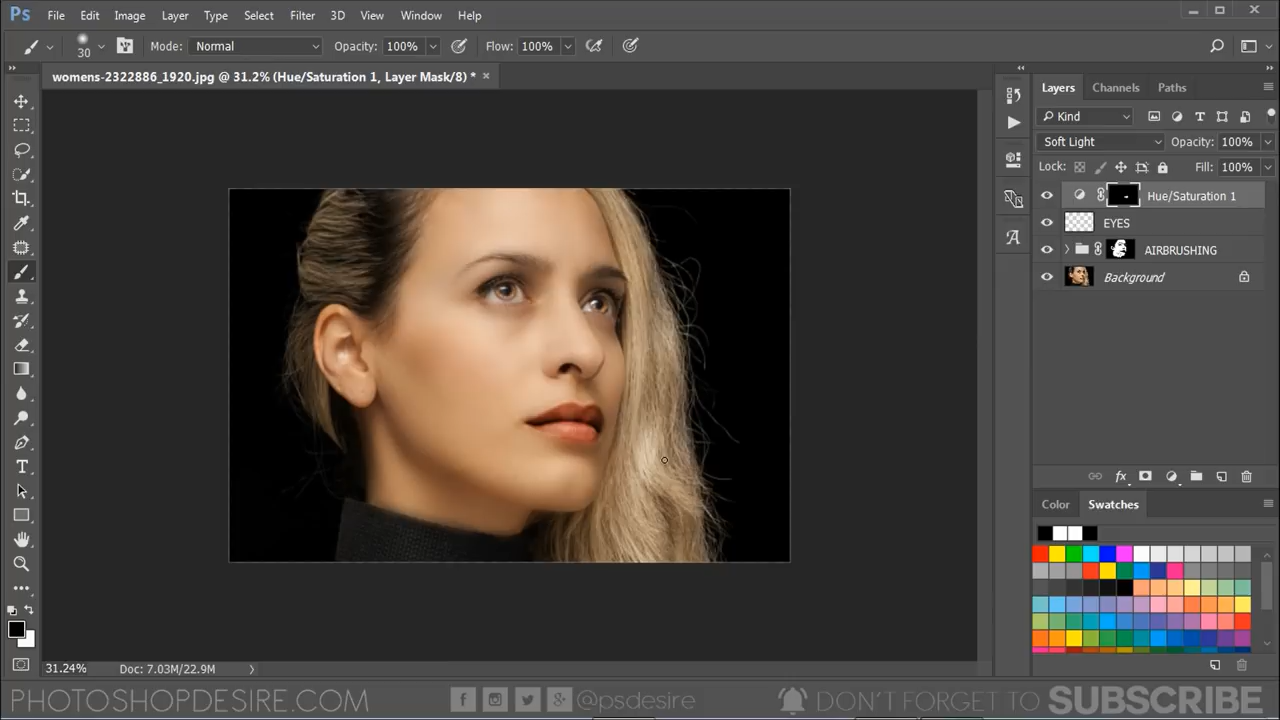 Ps File Edit Image Layer Type Select Filter 3D View Window Help
30 Mode: Normal Opacity: 100% Flow: 100%
womens-2322886_1920.jpg @ 31.2% (Hue/Saturation 1, Layer Mask/8) * ×
Layers Channels Paths
Kind
Soft Light Opacity: 100%
Lock: Fill: 100%
Hue/Saturation 1
EYES
AIRBRUSHING
Background
Color Swatches
31.24% Doc: 7.03M/22.9M
PHOTOSHOPDESIRE.COM @psdesire DON'T FORGET TO SUBSCRIBE